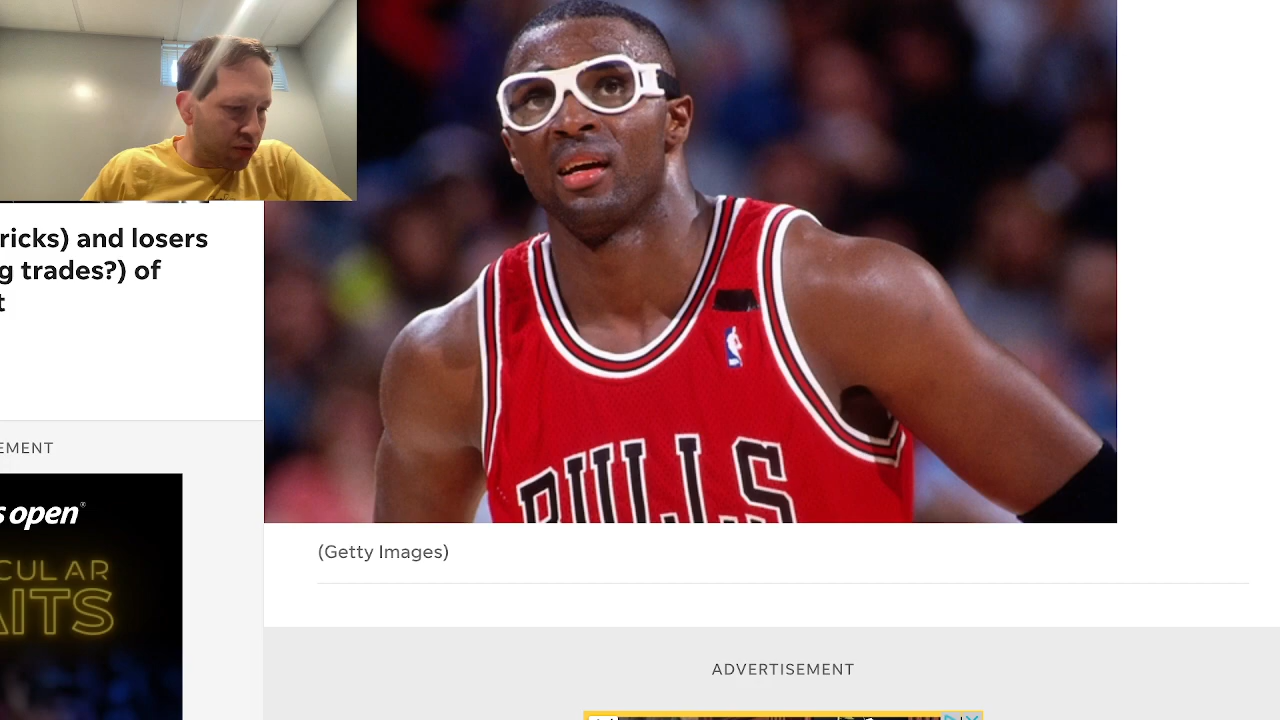 ricks) and losers
g trades?) of
t
EMENT
s open®
CULAR
AITS
BULLS
(Getty Images)
ADVERTISEMENT